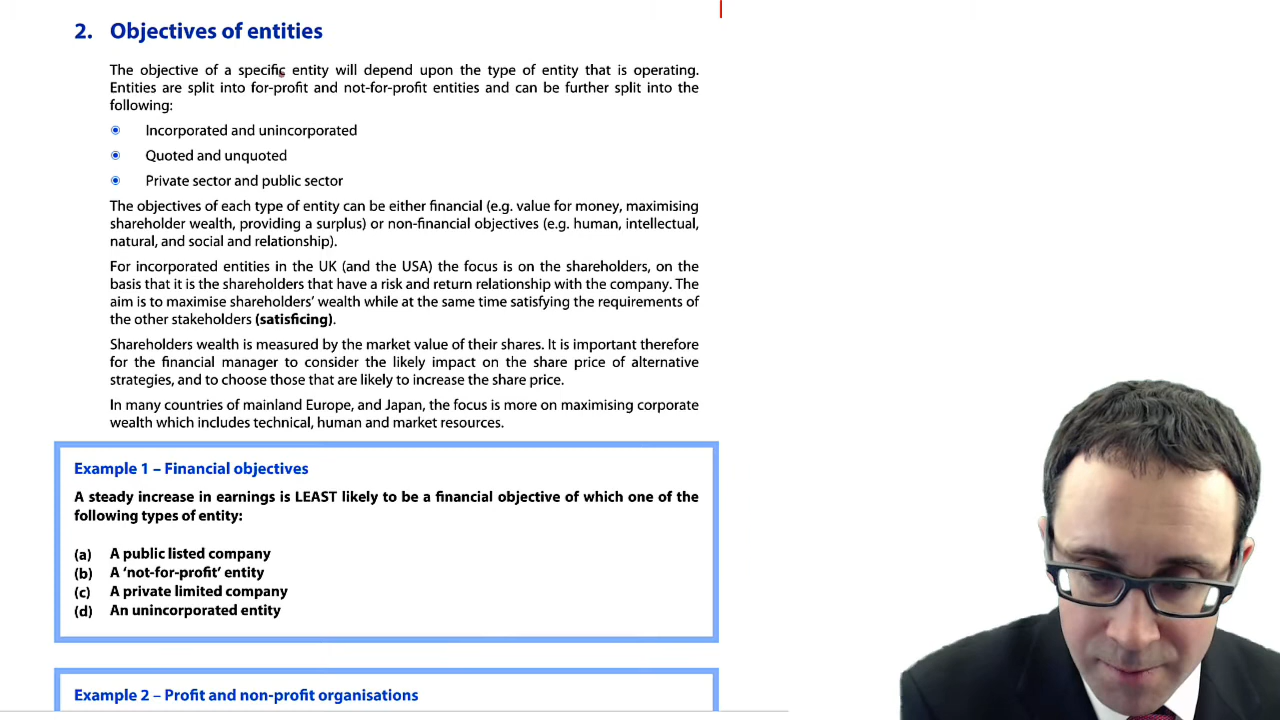 2. Objectives of entities
The objective of a specific entity will depend upon the type of entity that is operating.
Entities are split into for-profit and not-for-profit entities and can be further split into the
following:
Incorporated and unincorporated
Quoted and unquoted
Private sector and public sector
The objectives of each type of entity can be either financial (e.g. value for money, maximising
shareholder wealth, providing a surplus) or non-financial objectives (e.g. human, intellectual,
natural, and social and relationship).
For incorporated entities in the UK (and the USA) the focus is on the shareholders, on the
basis that it is the shareholders that have a risk and return relationship with the company. The
aim is to maximise shareholders' wealth while at the same time satisfying the requirements of
the other stakeholders (satisficing).
Shareholders wealth is measured by the market value of their shares. It is important therefore
for the financial manager to consider the likely impact on the share price of alternative
strategies, and to choose those that are likely to increase the share price.
In many countries of mainland Europe, and Japan, the focus is more on maximising corporate
wealth which includes technical, human and market resources.
Example 1 – Financial objectives
A steady increase in earnings is LEAST likely to be a financial objective of which one of the
following types of entity:
(a) A public listed company
(b) A 'not-for-profit' entity
(c) A private limited company
(d) An unincorporated entity
Example 2 – Profit and non-profit organisations